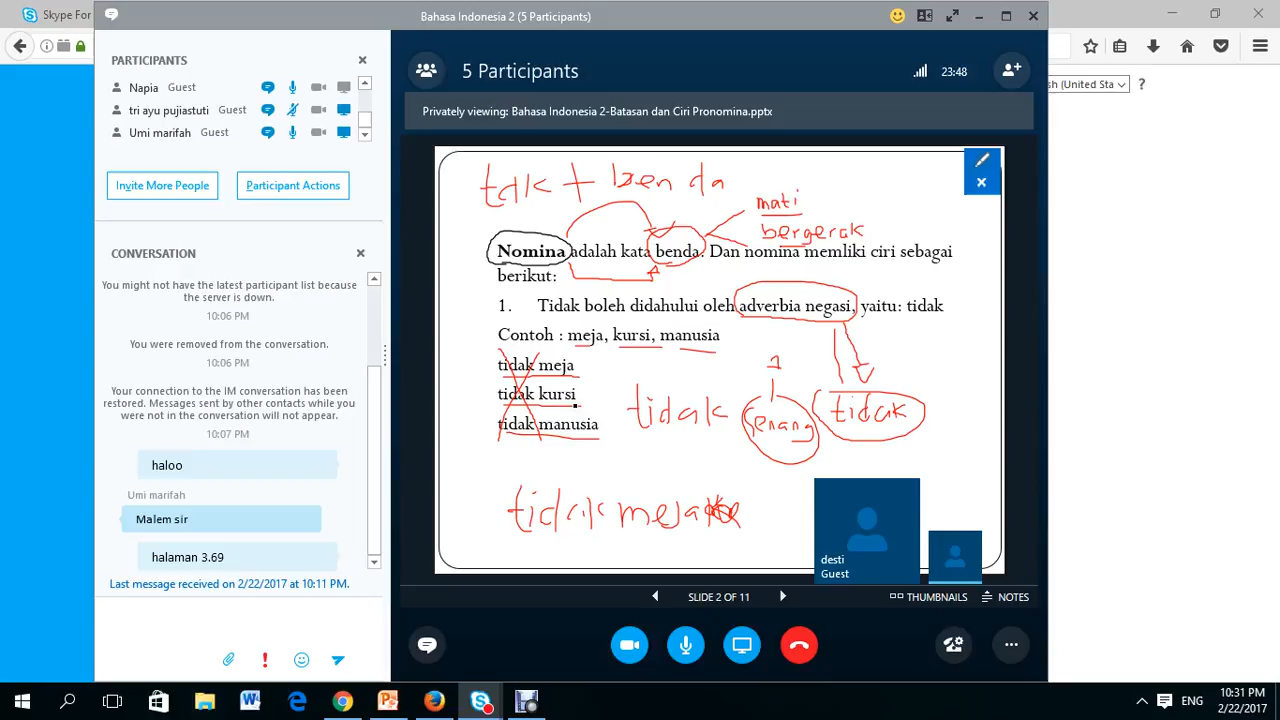 Skype For
Bahasa Indonesia 2 (5 Participants)
PARTICIPANTS
Napia Guest
tri ayu pujiastuti Guest
Umi marifah Guest
Invite More People
Participant Actions
CONVERSATION
You might not have the latest participant list because
the server is down.
10:06 PM
You were removed from the conversation.
10:06 PM
Your connection to the IM conversation has been
restored. Messages sent by other contacts while you
were not in the conversation will not appear.
10:07 PM
haloo
Umi marifah
Malem sir
halaman 3.69
Last message received on 2/22/2017 at 10:11 PM.
5 Participants
23:48
Privately viewing: Bahasa Indonesia 2-Batasan dan Ciri Pronomina.pptx
tdk + benda
mati
bergerak
Nomina adalah kata benda. Dan nomina memliki ciri sebagai
berikut:
1. Tidak boleh didahului oleh adverbia negasi, yaitu: tidak
Contoh : meja, kursi, manusia
tidak meja
tidak kursi
tidak manusia
1
tidak senang tidak
tidak meja
desti
Guest
SLIDE 2 OF 11
THUMBNAILS
NOTES
sh (United Sta
?
ENG
10:31 PM
2/22/2017